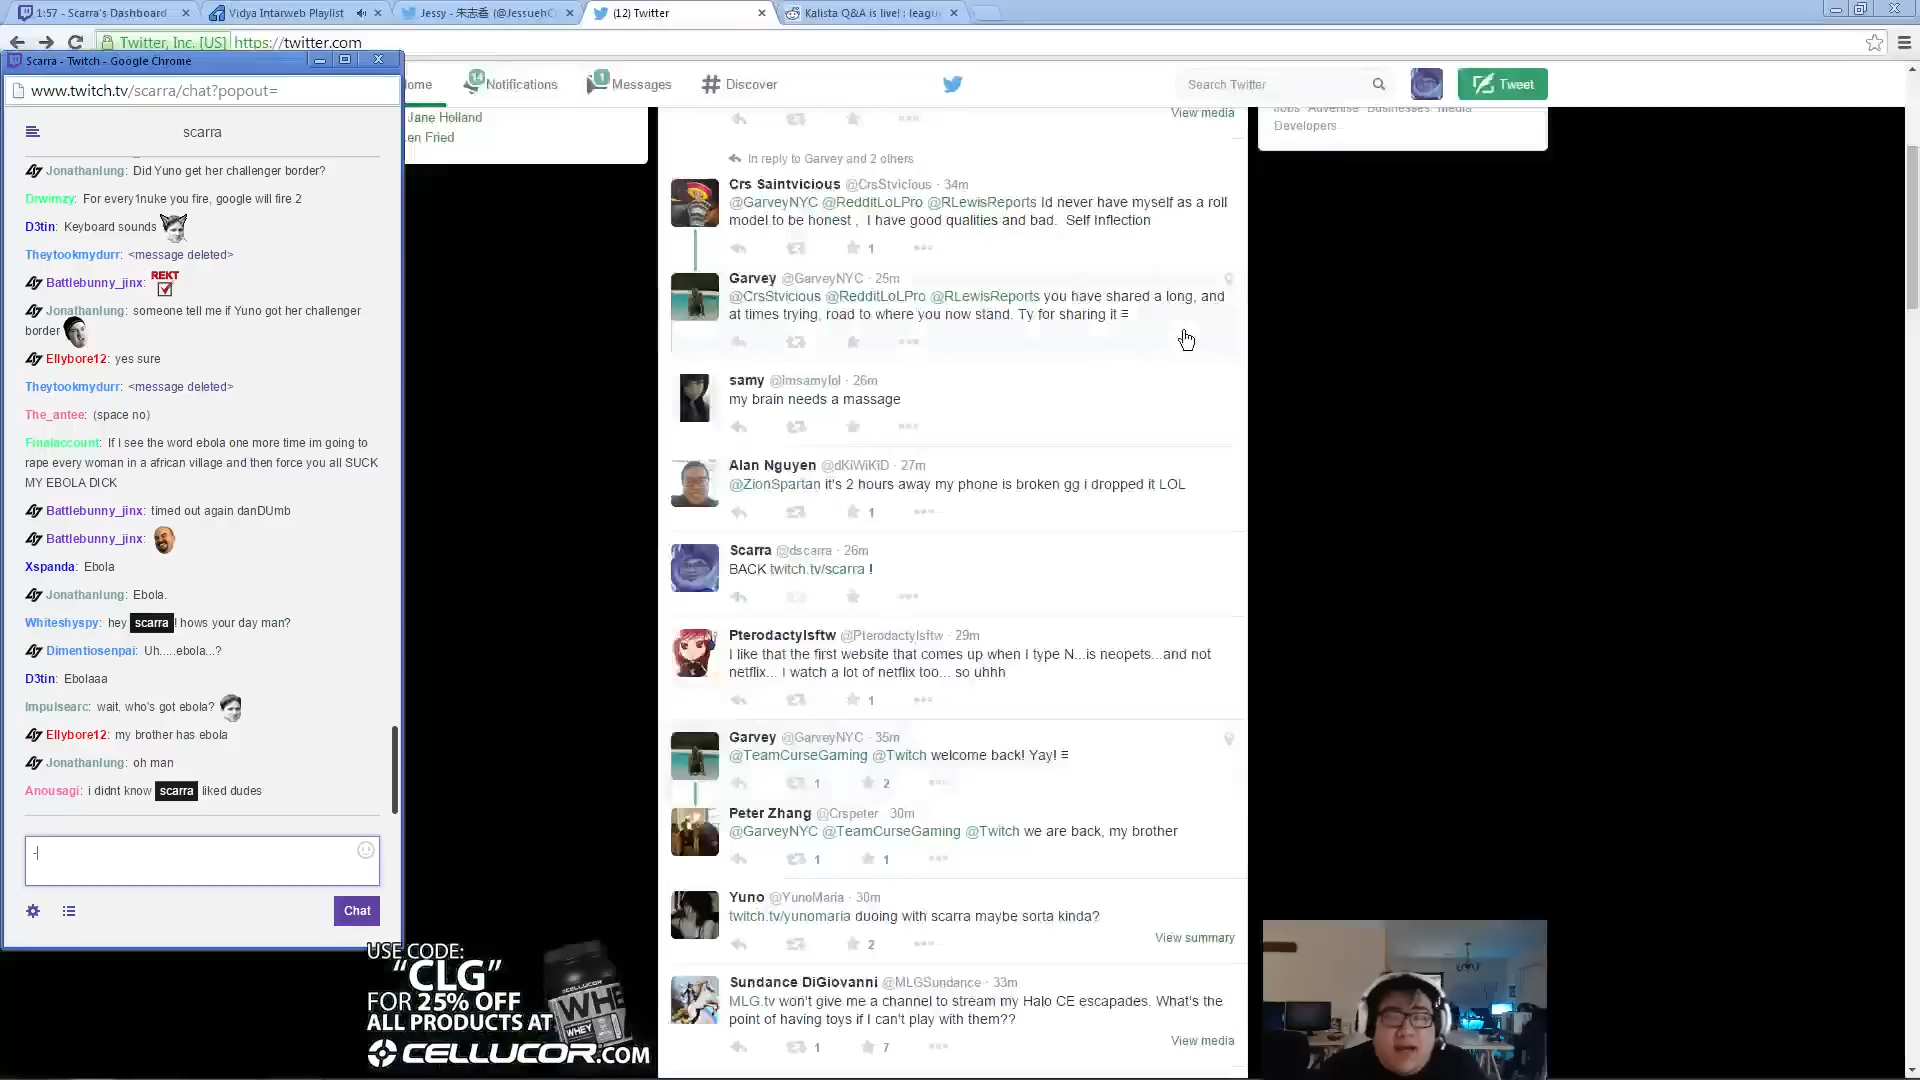 1:57 - Scarra's Dashboard
Vidya Intarweb Playlist
Jessy - 朱志香 (@JessuehC
(12) Twitter
Kalista Q&A is live! : leagu
Twitter, Inc. [US] https://twitter.com
Scarra - Twitch - Google Chrome
www.twitch.tv/scarra/chat?popout=
scarra
Jonathanlung: Did Yuno get her challenger border?
Drwimzy: For every1nuke you fire, google will fire 2
D3tin: Keyboard sounds
Theytookmydurr: <message deleted>
Battlebunny_jinx: REKT
Jonathanlung: someone tell me if Yuno got her challenger
border
Ellybore12: yes sure
Theytookmydurr: <message deleted>
The_antee: (space no)
Finalaccount: If I see the word ebola one more time im going to
rape every woman in a african village and then force you all SUCK
MY EBOLA DICK
Battlebunny_jinx: timed out again danDUmb
Battlebunny_jinx:
Xspanda: Ebola
Jonathanlung: Ebola.
Whiteshyspy: hey scarra! hows your day man?
Dimentiosenpai: Uh.....ebola...?
D3tin: Ebolaaa
Impulsearc: wait, who's got ebola?
Ellybore12: my brother has ebola
Jonathanlung: oh man
Anousagi: i didnt know scarra liked dudes
-
Chat
ome
14
Notifications
1
Messages
Discover
Search Twitter
Tweet
Jane Holland
en Fried
View media
In reply to Garvey and 2 others
Crs Saintvicious @CrsStvicious · 34m
@GarveyNYC @RedditLoLPro @RLewisReports Id never have myself as a roll
model to be honest , I have good qualities and bad. Self Inflection
1
Garvey @GarveyNYC · 25m
@CrsStvicious @RedditLoLPro @RLewisReports you have shared a long, and
at times trying, road to where you now stand. Ty for sharing it =
samy @Imsamylol · 26m
my brain needs a massage
Alan Nguyen @dKiWiKiD · 27m
@ZionSpartan it's 2 hours away my phone is broken gg i dropped it LOL
1
Scarra @dscarra · 26m
BACK twitch.tv/scarra !
Pterodactylsftw @Pterodactylsftw · 29m
I like that the first website that comes up when I type N...is neopets...and not
netflix... I watch a lot of netflix too... so uhhh
1
Garvey @GarveyNYC · 35m
@TeamCurseGaming @Twitch welcome back! Yay! =
1 2
Peter Zhang @Crspeter · 30m
@GarveyNYC @TeamCurseGaming @Twitch we are back, my brother
1 1
Yuno @YunoMaria · 30m
twitch.tv/yunomaria duoing with scarra maybe sorta kinda?
2
View summary
Sundance DiGiovanni @MLGSundance · 33m
MLG.tv won't give me a channel to stream my Halo CE escapades. What's the
point of having toys if I can't play with them??
1 7
View media
Jobs Advertise Businesses Media
Developers
USE CODE:
"CLG"
FOR 25% OFF
ALL PRODUCTS AT
CELLUCOR.COM
CELLUCOR
WHEY